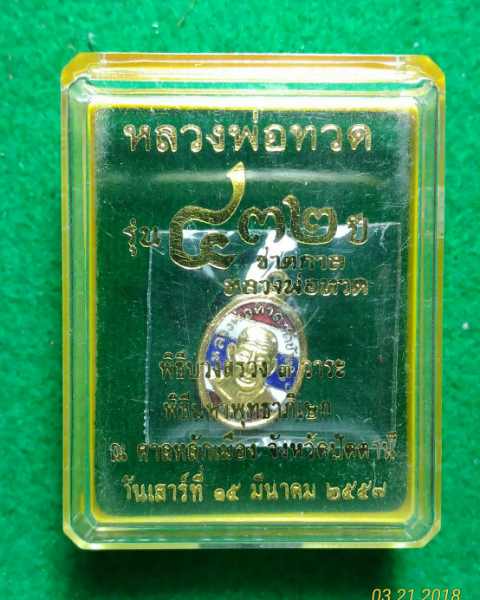 หลวงพ่อทวด
รุ่น ๕๓๒ ปี
ชาตกาล
หลวงพ่อทวด
พิธีบวงสรวง ๓ วาระ
พิธีมหาพุทธาภิเษก
ณ ศาลหลักเมือง จังหวัดปัตตานี
วันเสาร์ที่ ๑๕ มีนาคม ๒๕๕๗
03.21.2018